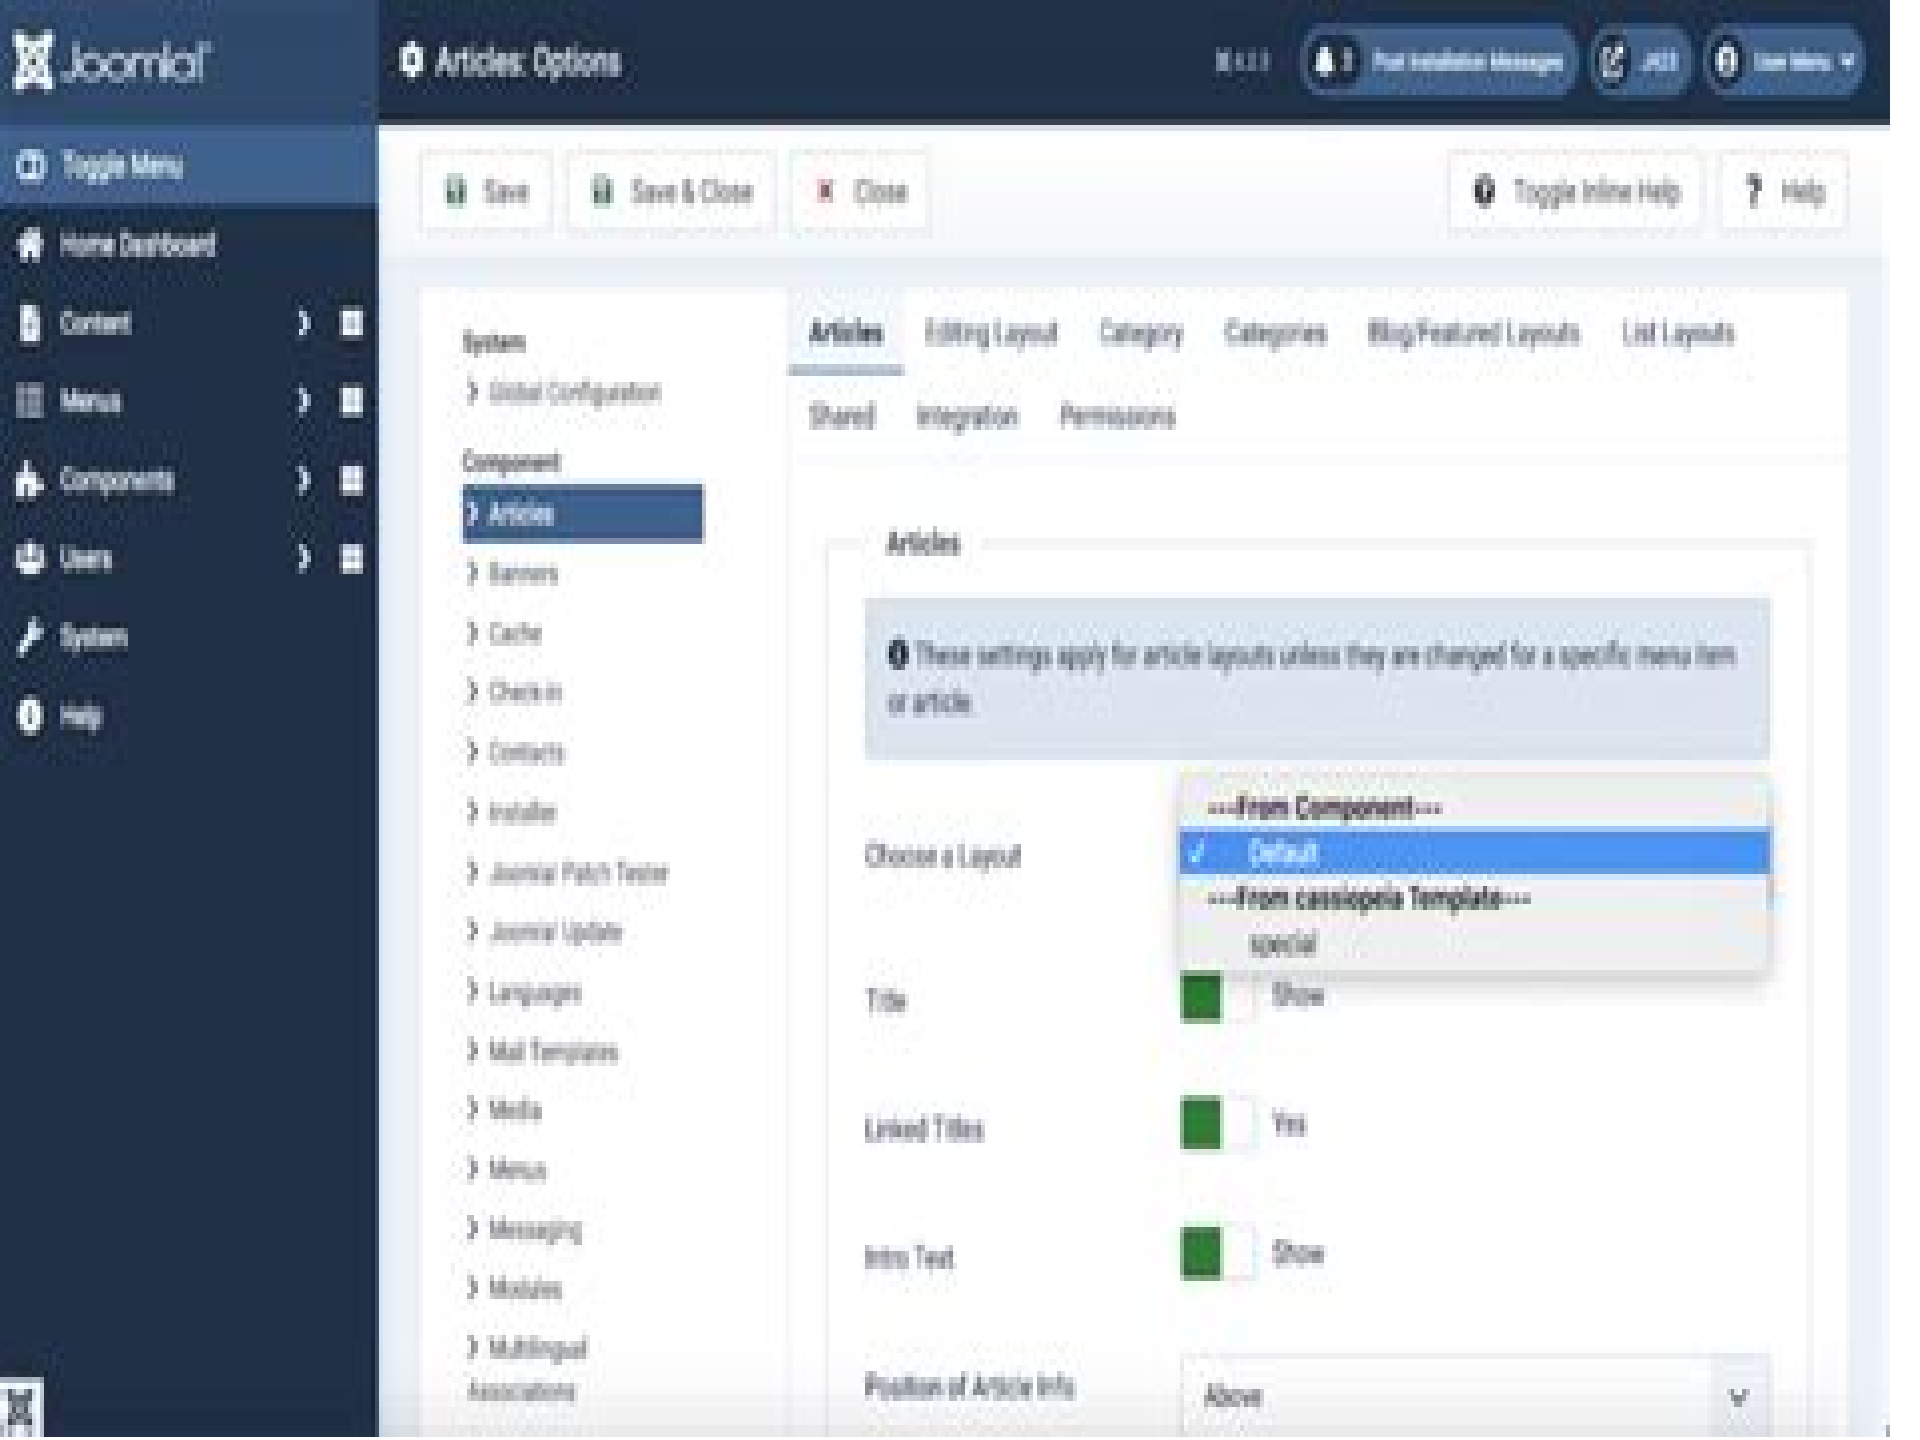 Joomla!
Articles: Options
Post Installation Messages
User Menu
Toggle Menu
Home Dashboard
Content
Menus
Components
Users
System
Help
Save
Save & Close
Close
Toggle Inline Help
? Help
System
Global Configuration
Component
Articles
Banners
Cache
Check-in
Contacts
Installer
Joomla! Patch Tester
Joomla! Update
Languages
Mail Templates
Media
Menus
Messaging
Modules
Multilingual
Associations
Articles
Editing Layout
Category
Categories
Blog/Featured Layouts
List Layouts
Shared
Integration
Permissions
Articles
These settings apply for article layouts unless they are changed for a specific menu item
or article.
Choose a Layout
---From Component---
Default
---From cassiopeia Template---
special
Title
Show
Linked Titles
Yes
Intro Text
Show
Position of Article Info
Above